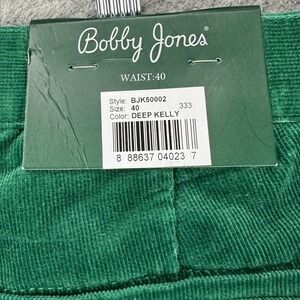 Bobby Jones®
WAIST:40
Style: BJK50002
Size: 40 333
Color: DEEP KELLY
8 88637 04023 7